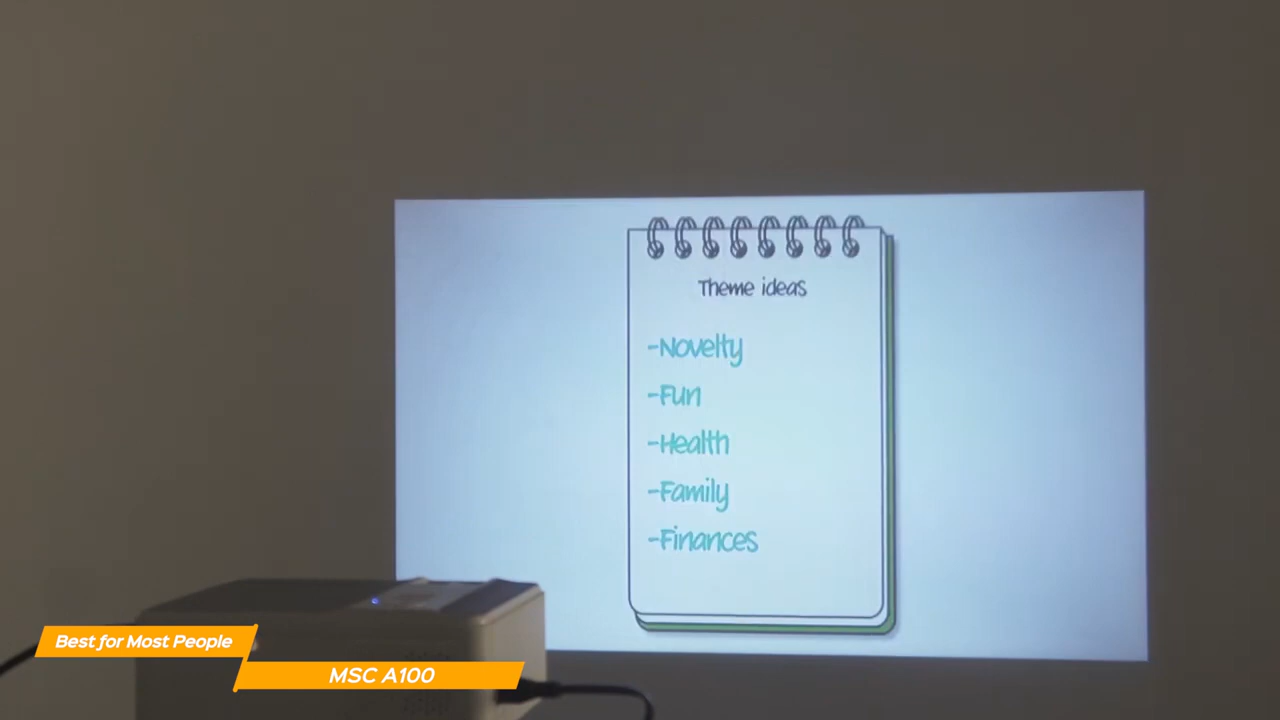 Theme ideas
-Novelty
-Fun
-Health
-Family
-Finances
Best for Most People
MSC A100